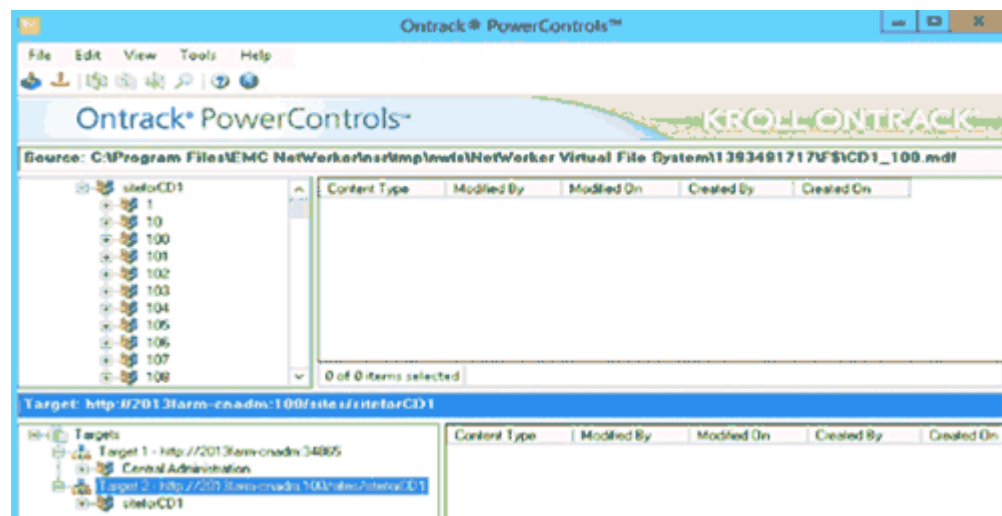 Ontrack® PowerControls™
File Edit View Tools Help
Ontrack® PowerControls™
KROLL ONTRACK
Source: C:\Program Files\EMC NetWorker\nsr\tmp\nwfs\NetWorker Virtual File System\1393491717\F$\CD1_100.mdf
siteforCD1
1
10
100
101
102
103
104
105
106
107
108
Content Type Modified By Modified On Created By Created On
0 of 0 items selected
Target: http://2013farm-cnadm:100/sites/siteforCD1
Targets
Target 1 - http://2013farm-cnadm:34865
Central Administration
Target 2 - http://2013farm-cnadm:100/sites/siteforCD1
siteforCD1
Content Type Modified By Modified On Created By Created On